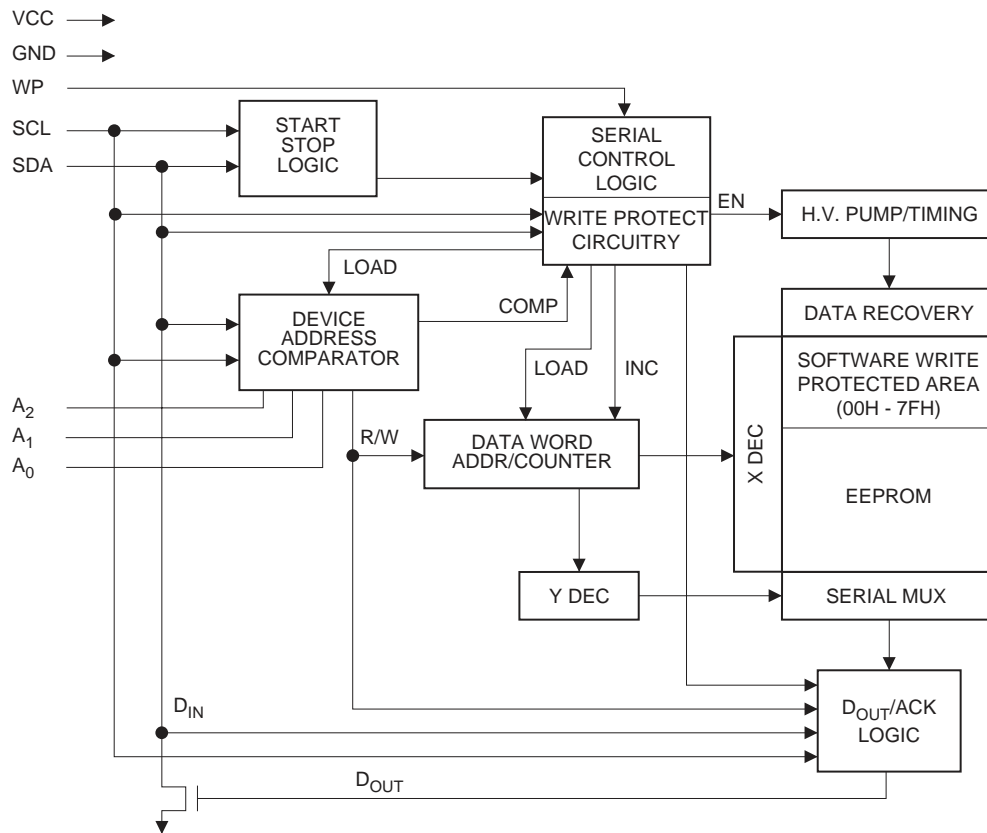 VCC
GND
WP
SCL
SDA
START
STOP
LOGIC
SERIAL
CONTROL
LOGIC
WRITE PROTECT
CIRCUITRY
EN
H.V. PUMP/TIMING
LOAD
COMP
DEVICE
ADDRESS
COMPARATOR
LOAD
INC
DATA RECOVERY
SOFTWARE WRITE
PROTECTED AREA
(00H - 7FH)
X DEC
EEPROM
A2
A1
A0
R/W
DATA WORD
ADDR/COUNTER
Y DEC
SERIAL MUX
DIN
DOUT/ACK
LOGIC
DOUT